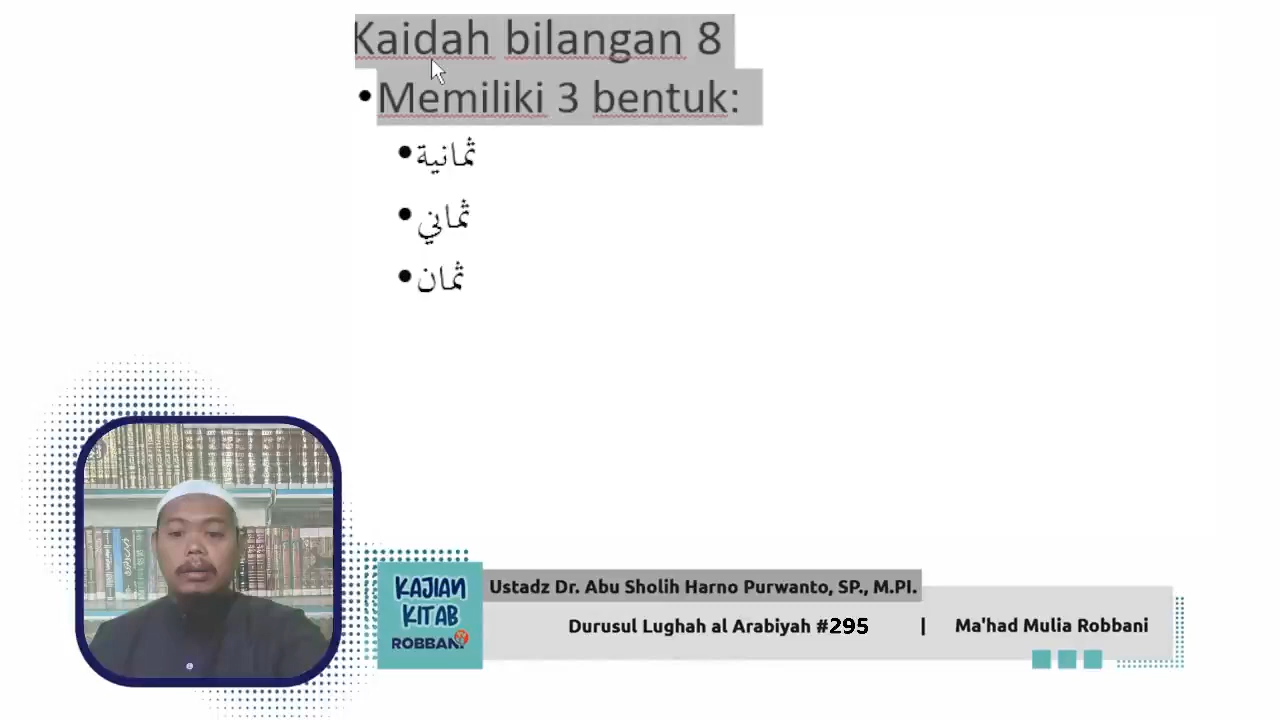 Kaidah bilangan 8
•Memiliki 3 bentuk:
•ثمانية
•ثماني
•ثمان
KAJIAN
KITAB
ROBBANI
Ustadz Dr. Abu Sholih Harno Purwanto, SP., M.PI.
Durusul Lughah al Arabiyah #295 | Ma'had Mulia Robbani